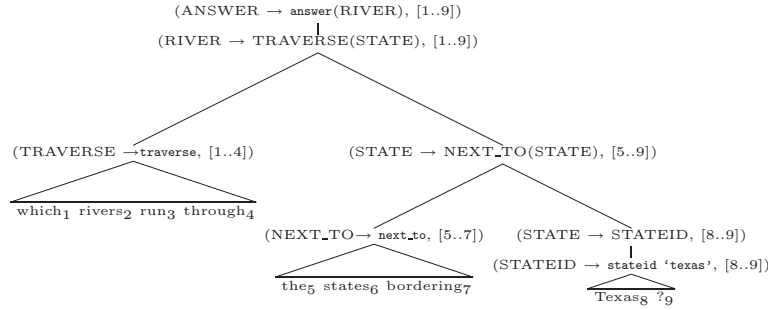 (ANSWER → answer(RIVER), [1..9])
(RIVER → TRAVERSE(STATE), [1..9])
(TRAVERSE →traverse, [1..4])
(STATE → NEXT_TO(STATE), [5..9])
which₁ rivers₂ run₃ through₄
(NEXT_TO→ next_to, [5..7])
(STATE → STATEID, [8..9])
(STATEID → stateid ‘texas’, [8..9])
the₅ states₆ bordering₇
Texas₈ ?₉